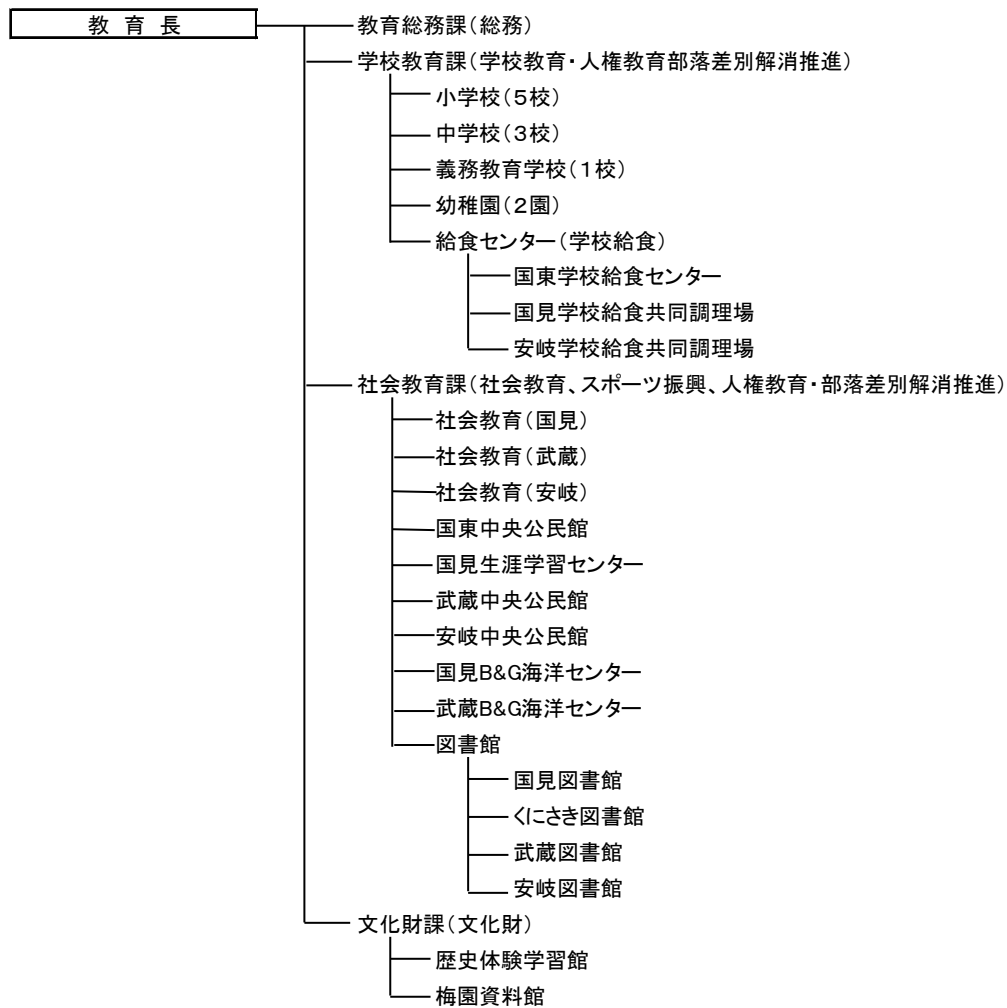 教 育 長
教育総務課（総務）
学校教育課（学校教育・人権教育部落差別解消推進）
小学校（５校）
中学校（３校）
義務教育学校（１校）
幼稚園（２園）
給食センター（学校給食）
国東学校給食センター
国見学校給食共同調理場
安岐学校給食共同調理場
社会教育課（社会教育、スポーツ振興、人権教育・部落差別解消推進）
社会教育（国見）
社会教育（武蔵）
社会教育（安岐）
国東中央公民館
国見生涯学習センター
武蔵中央公民館
安岐中央公民館
国見B&G海洋センター
武蔵B&G海洋センター
図書館
国見図書館
くにさき図書館
武蔵図書館
安岐図書館
文化財課（文化財）
歴史体験学習館
梅園資料館